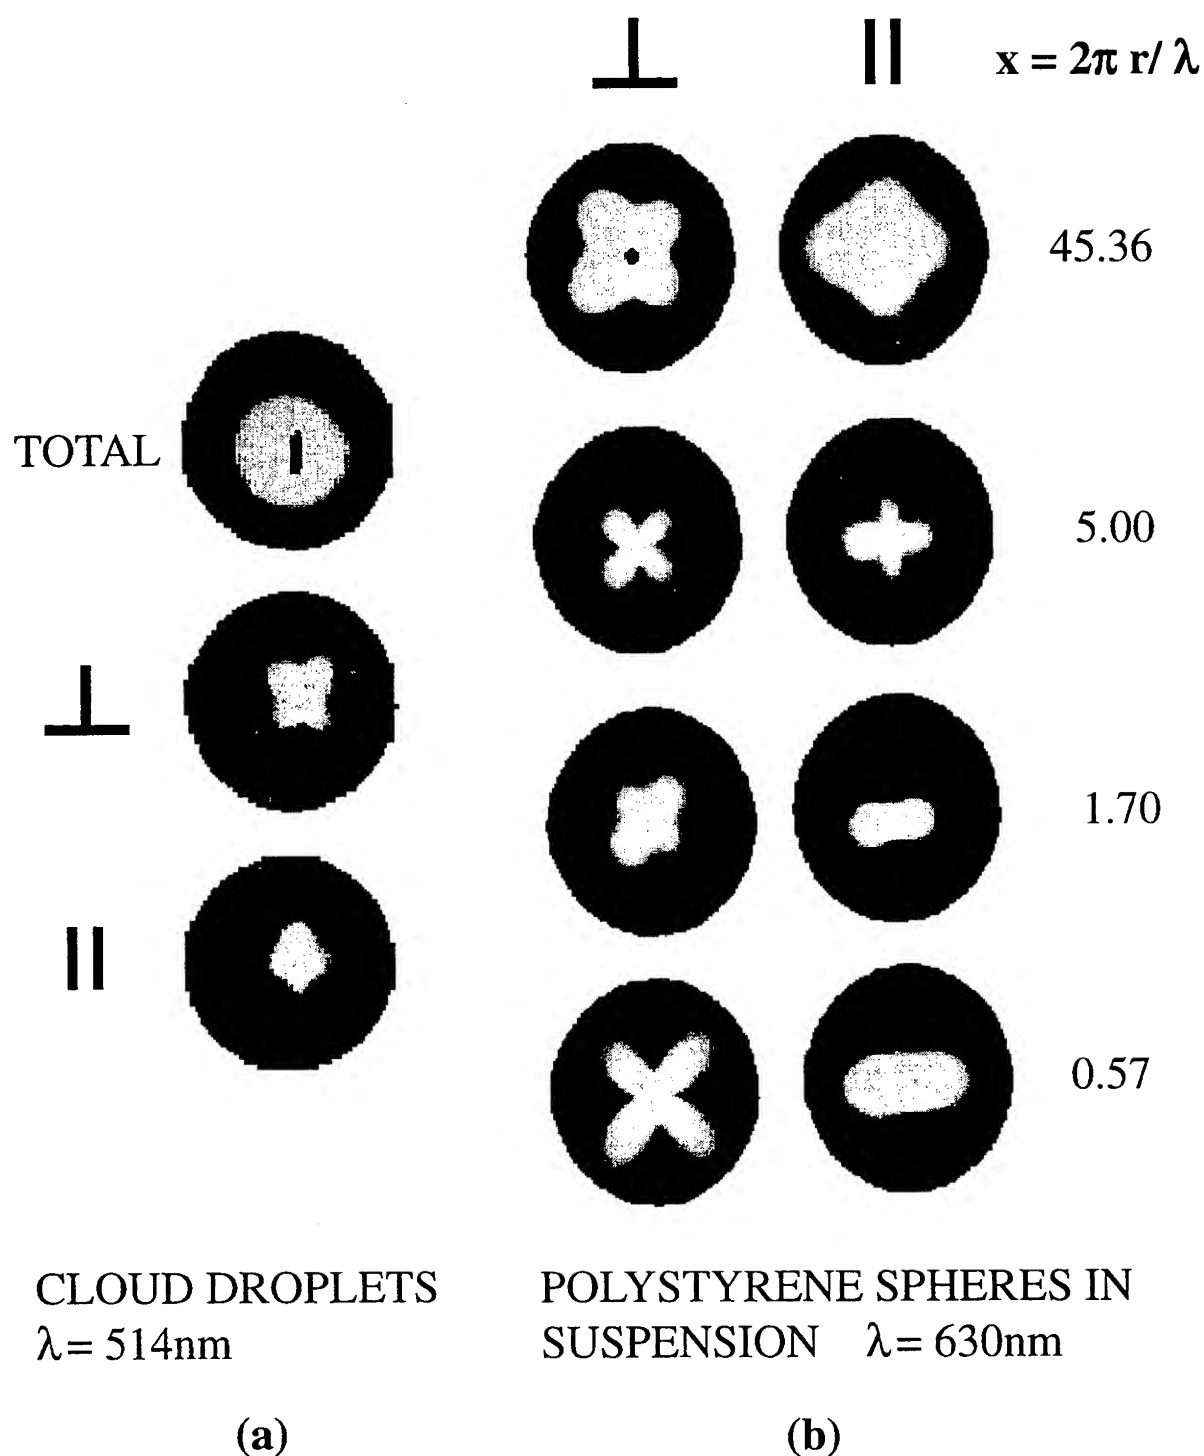 ⊥ || x = 2π r/ λ
45.36
TOTAL
5.00
⊥
1.70
||
0.57
CLOUD DROPLETS
λ= 514nm
POLYSTYRENE SPHERES IN
SUSPENSION λ= 630nm
(a)
(b)